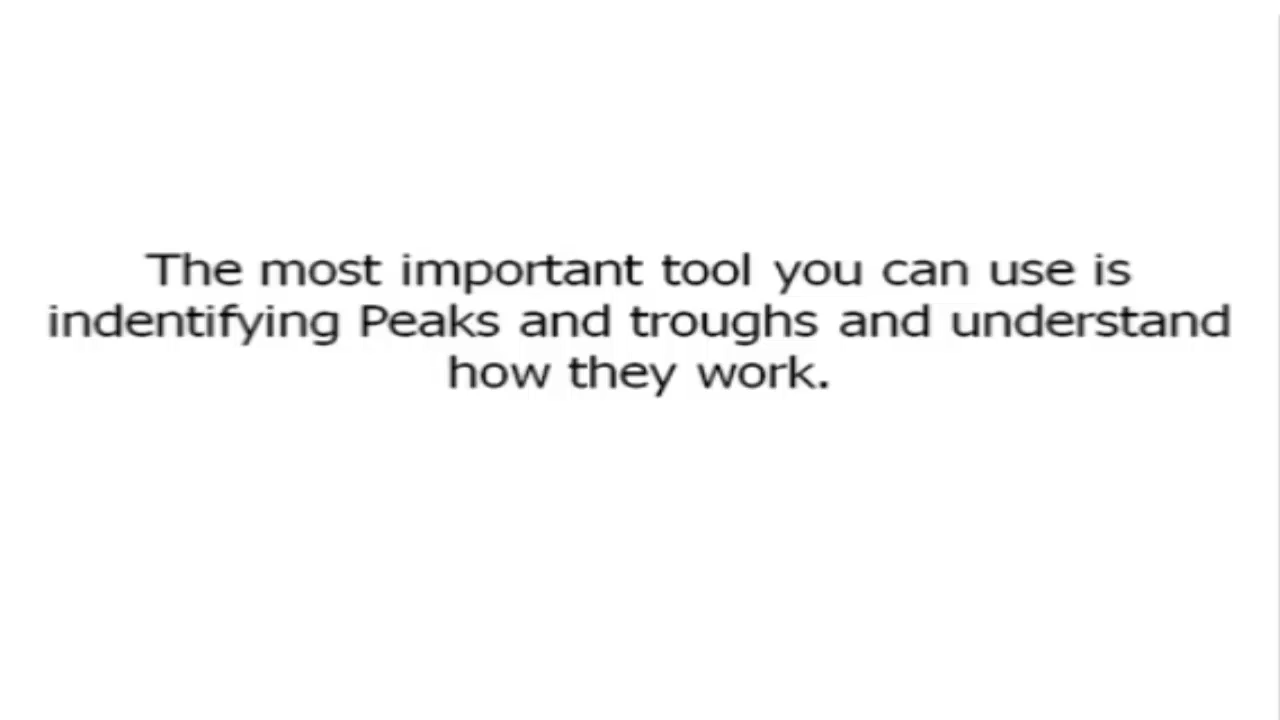 The most important tool you can use is
indentifying Peaks and troughs and understand
how they work.